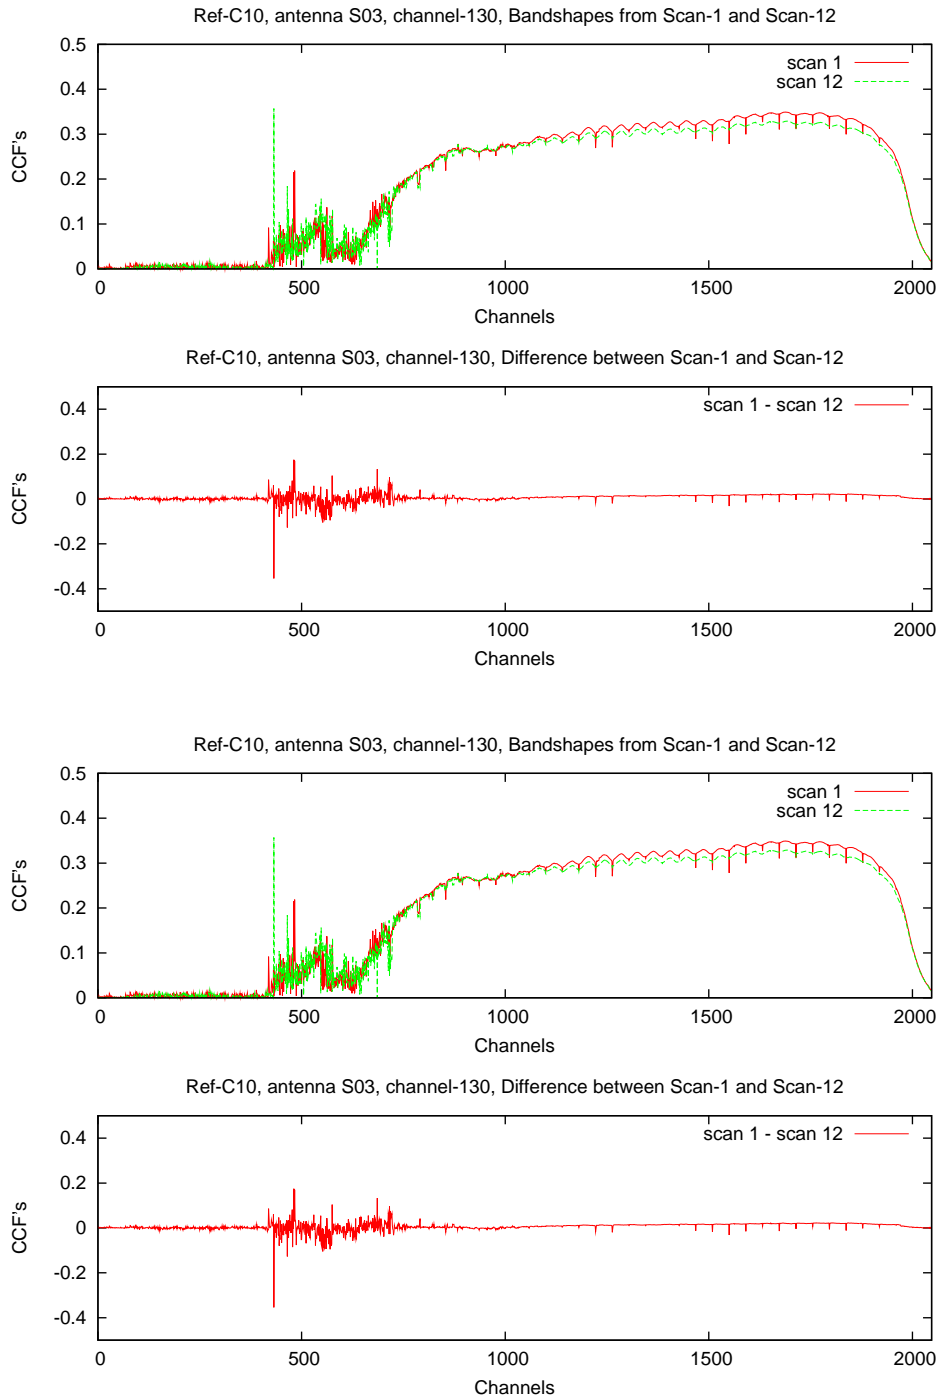 Ref-C10, antenna S03, channel-130, Bandshapes from Scan-1 and Scan-12
0.5
0.4
0.3
0.2
0.1
0
CCF's
scan 1
scan 12
0 500 1000 1500 2000
Channels
Ref-C10, antenna S03, channel-130, Difference between Scan-1 and Scan-12
0.4
0.2
0
-0.2
-0.4
CCF's
scan 1 - scan 12
0 500 1000 1500 2000
Channels
Ref-C10, antenna S03, channel-130, Bandshapes from Scan-1 and Scan-12
0.5
0.4
0.3
0.2
0.1
0
CCF's
scan 1
scan 12
0 500 1000 1500 2000
Channels
Ref-C10, antenna S03, channel-130, Difference between Scan-1 and Scan-12
0.4
0.2
0
-0.2
-0.4
CCF's
scan 1 - scan 12
0 500 1000 1500 2000
Channels